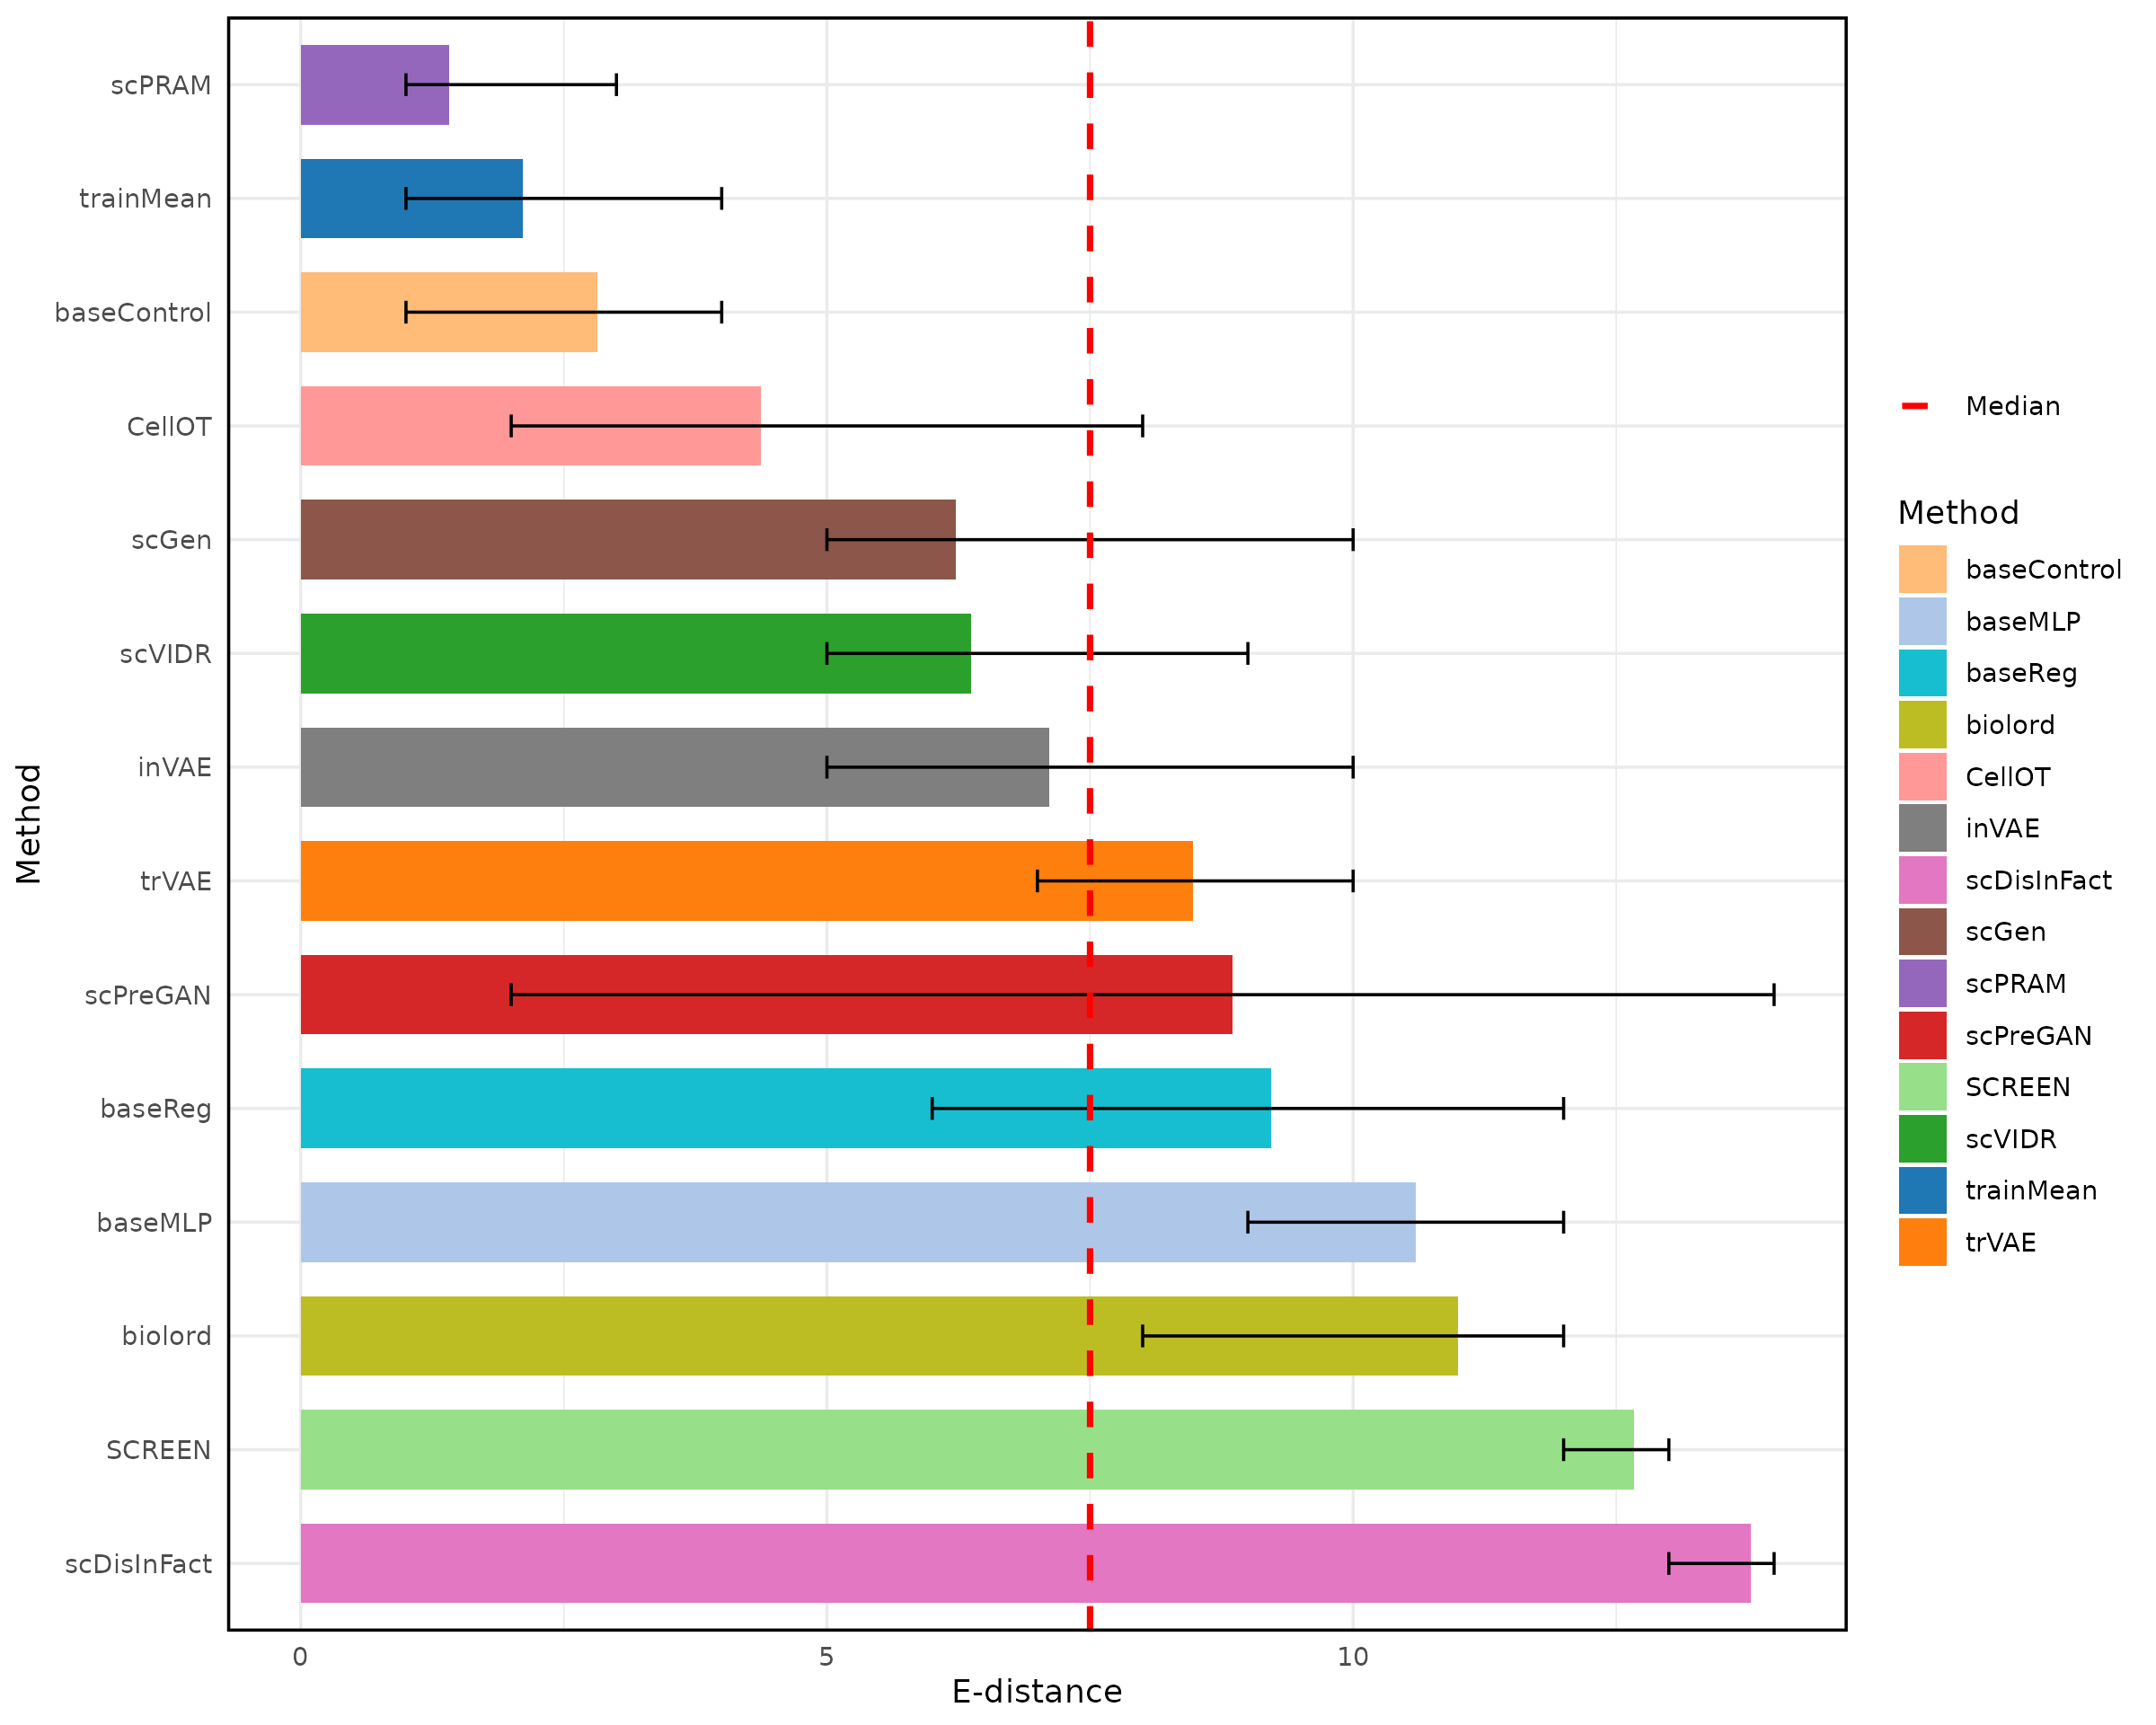 Method
scPRAM
trainMean
baseControl
CellOT
scGen
scVIDR
inVAE
trVAE
scPreGAN
baseReg
baseMLP
biolord
SCREEN
scDisInFact
0 5 10
E-distance
Median
Method
baseControl
baseMLP
baseReg
biolord
CellOT
inVAE
scDisInFact
scGen
scPRAM
scPreGAN
SCREEN
scVIDR
trainMean
trVAE